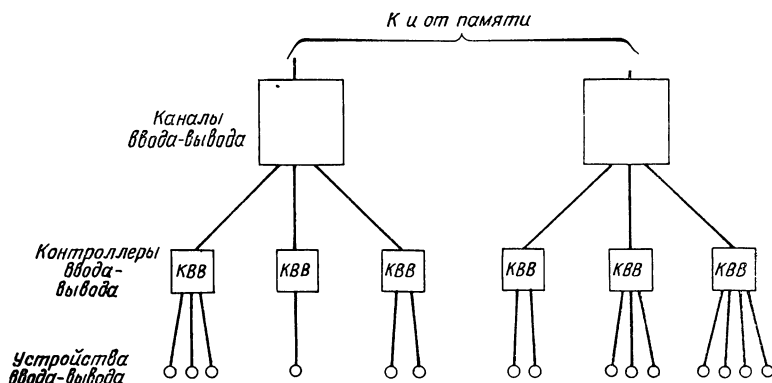 К и от памяти
Каналы
ввода-вывода
Контроллеры
ввода-
вывода
КВВ КВВ КВВ КВВ КВВ КВВ
Устройства
ввода-вывода